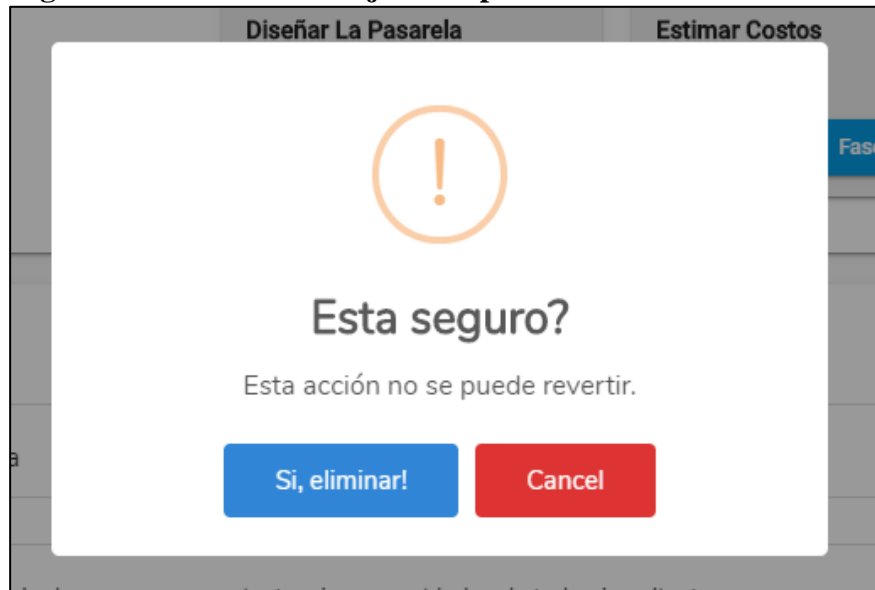 Diseñar La Pasarela Estimar Costos
!
Fase
Esta seguro?
Esta acción no se puede revertir.
a
Si, eliminar! Cancel